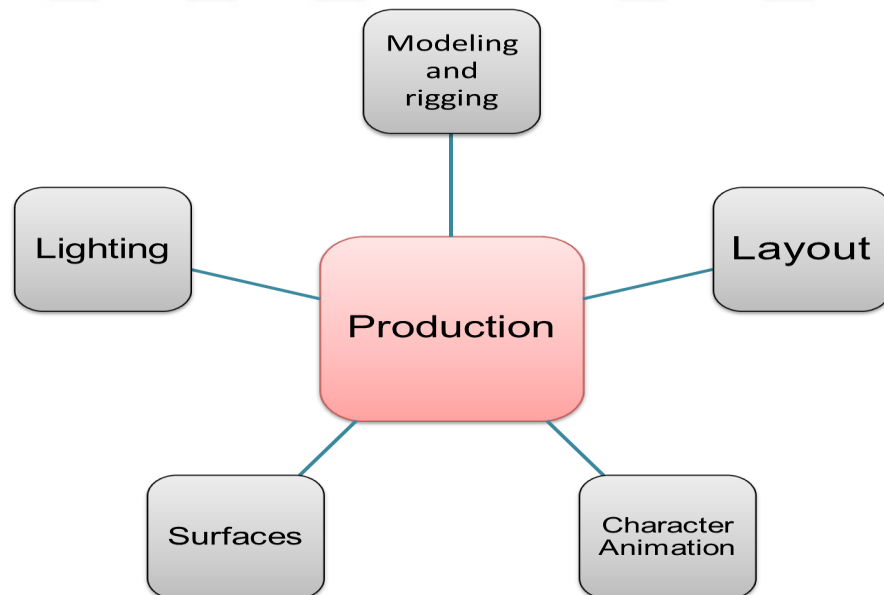 Modeling
and
rigging
Lighting
Layout
Production
Surfaces
Character
Animation